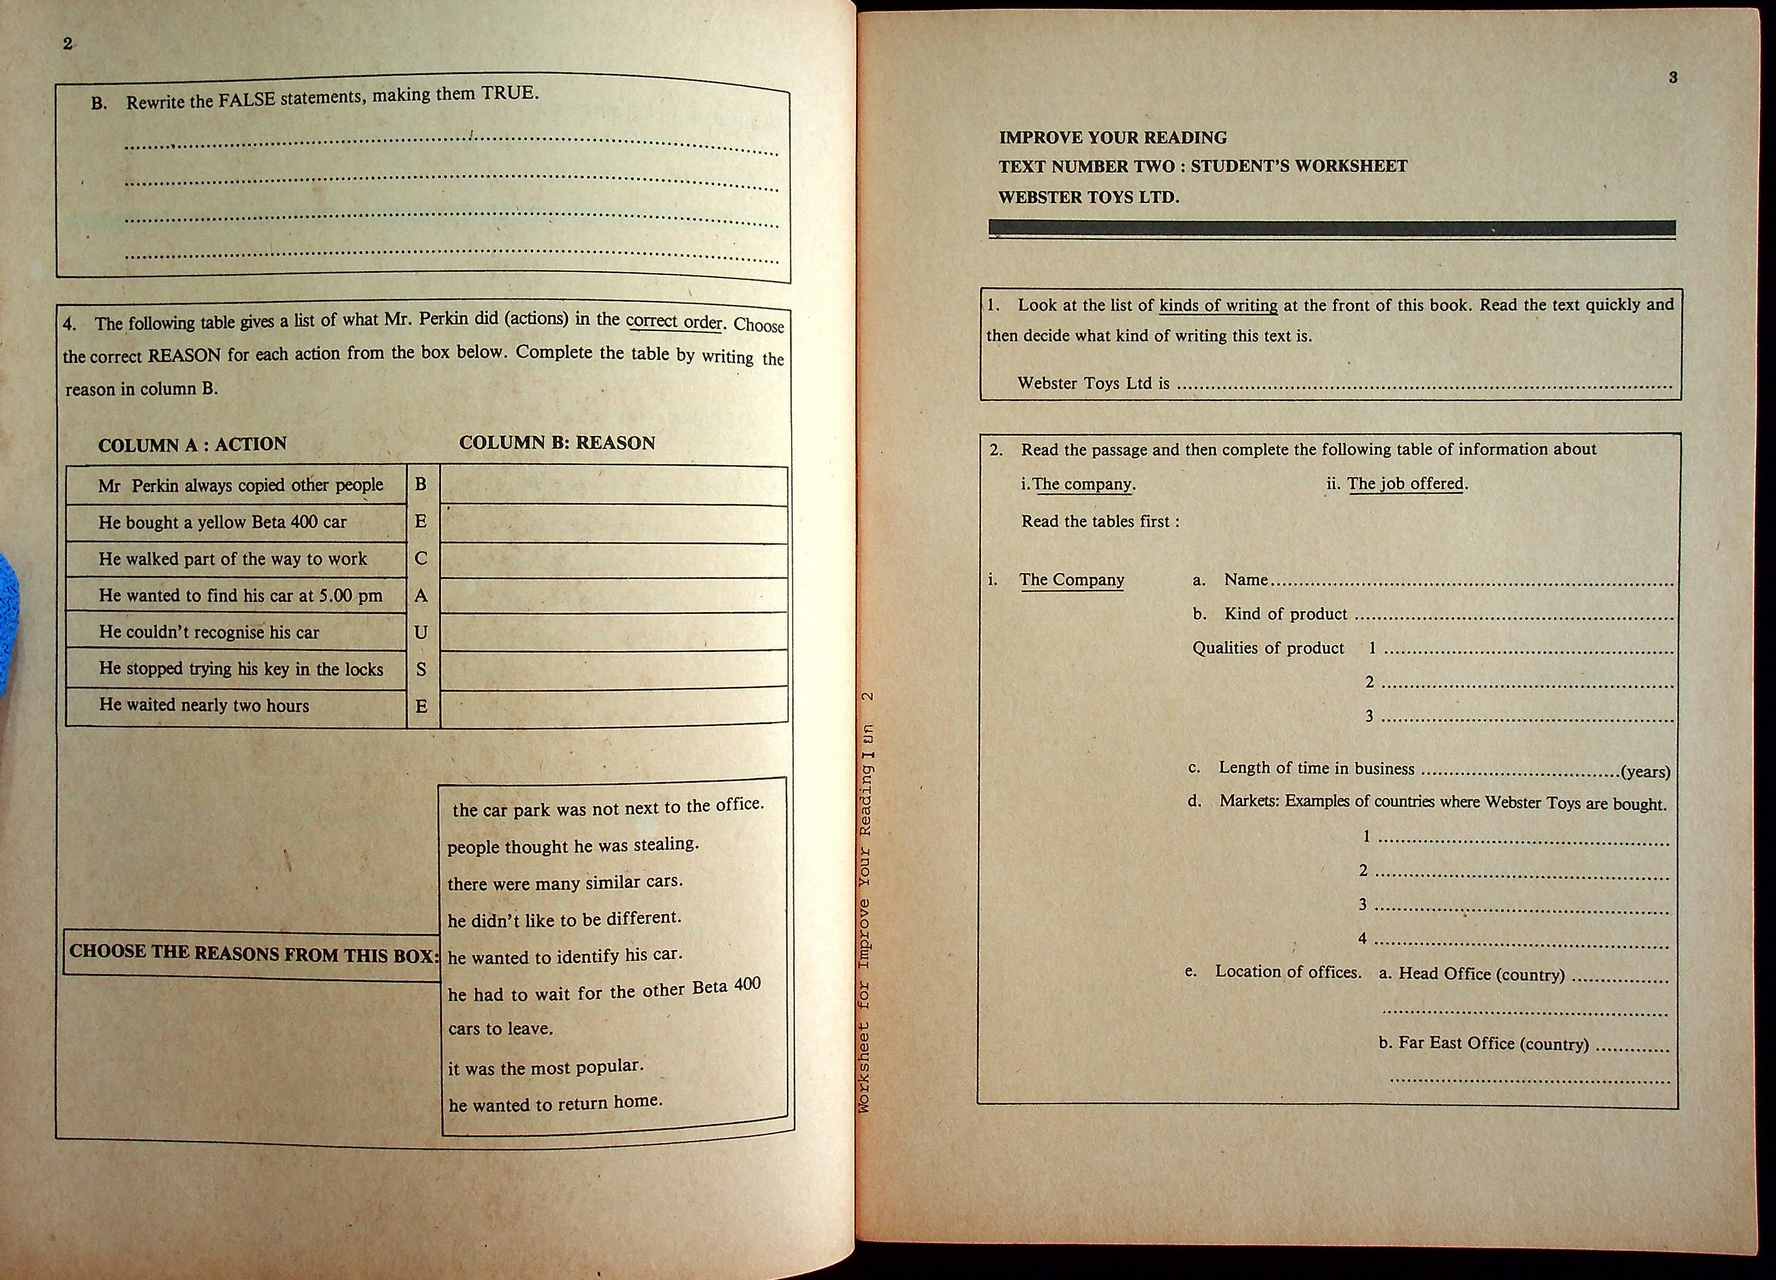 2
B. Rewrite the FALSE statements, making them TRUE.
4. The following table gives a list of what Mr. Perkin did (actions) in the correct order. Choose
the correct REASON for each action from the box below. Complete the table by writing the
reason in column B.
COLUMN A : ACTION COLUMN B: REASON
Mr Perkin always copied other people B
He bought a yellow Beta 400 car E
He walked part of the way to work C
He wanted to find his car at 5.00 pm A
He couldn't recognise his car U
He stopped trying his key in the locks S
He waited nearly two hours E
CHOOSE THE REASONS FROM THIS BOX:
the car park was not next to the office.
people thought he was stealing.
there were many similar cars.
he didn't like to be different.
he wanted to identify his car.
he had to wait for the other Beta 400
cars to leave.
it was the most popular.
he wanted to return home.
Worksheet for Improve Your Reading I un 2
3
IMPROVE YOUR READING
TEXT NUMBER TWO : STUDENT'S WORKSHEET
WEBSTER TOYS LTD.
1. Look at the list of kinds of writing at the front of this book. Read the text quickly and
then decide what kind of writing this text is.
Webster Toys Ltd is ........................................
2. Read the passage and then complete the following table of information about
i. The company. ii. The job offered.
Read the tables first :
i. The Company a. Name........................................
b. Kind of product ........................................
Qualities of product 1 ........................................
2 ........................................
3 ........................................
c. Length of time in business ........................................(years)
d. Markets: Examples of countries where Webster Toys are bought.
1 ........................................
2 ........................................
3 ........................................
4 ........................................
e. Location of offices. a. Head Office (country) .................
........................................
b. Far East Office (country) .............
........................................